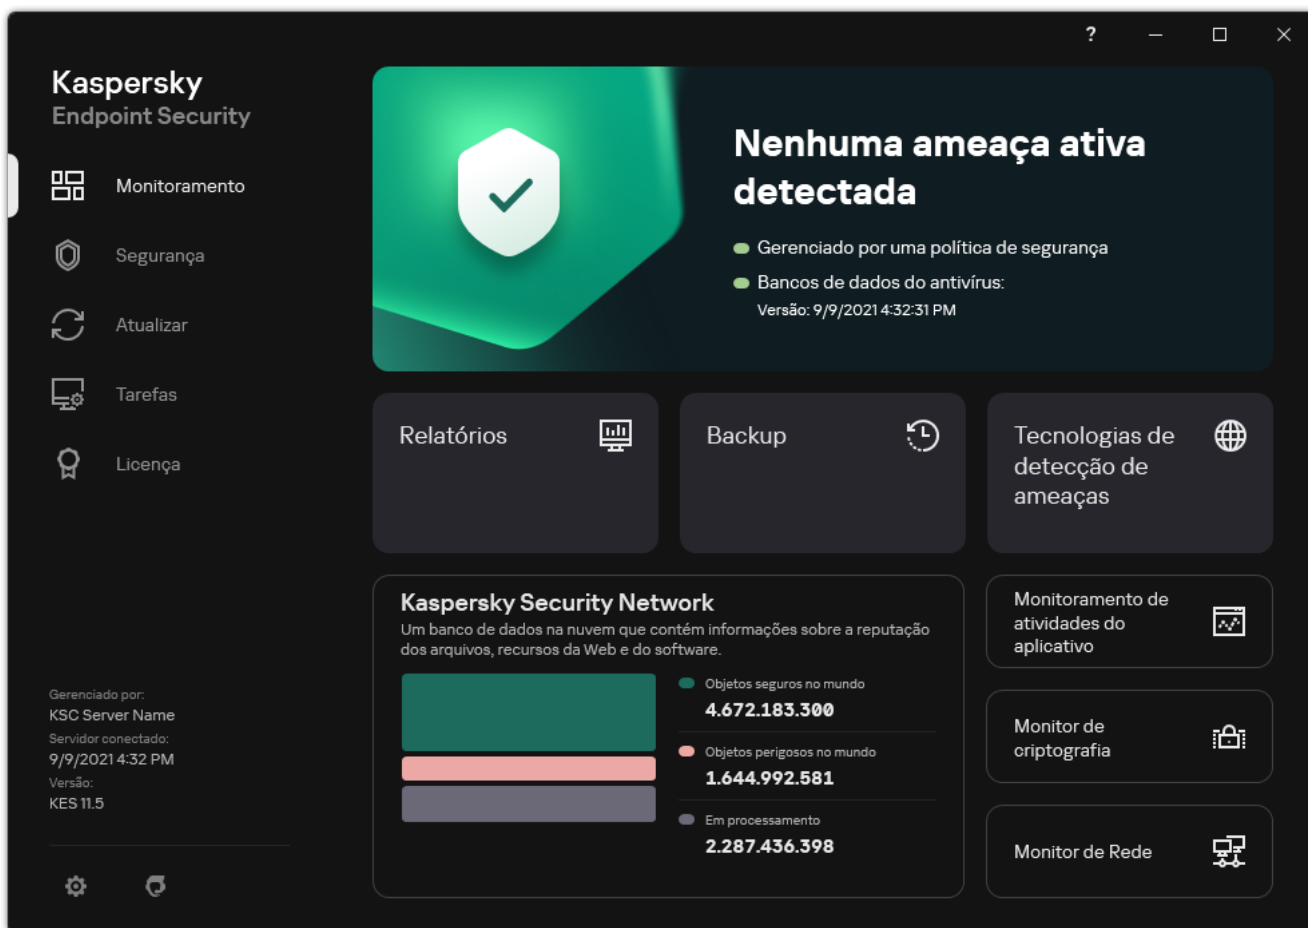 ?
Kaspersky
Endpoint Security
Monitoramento
Segurança
Atualizar
Tarefas
Licença
Gerenciado por:
KSC Server Name
Servidor conectado:
9/9/2021 4:32 PM
Versão:
KES 11.5
Nenhuma ameaça ativa
detectada
Gerenciado por uma política de segurança
Bancos de dados do antivírus:
Versão: 9/9/2021 4:32:31 PM
Relatórios
Backup
Tecnologias de
detecção de
ameaças
Kaspersky Security Network
Um banco de dados na nuvem que contém informações sobre a reputação
dos arquivos, recursos da Web e do software.
Objetos seguros no mundo
4.672.183.300
Objetos perigosos no mundo
1.644.992.581
Em processamento
2.287.436.398
Monitoramento de
atividades do
aplicativo
Monitor de
criptografia
Monitor de Rede